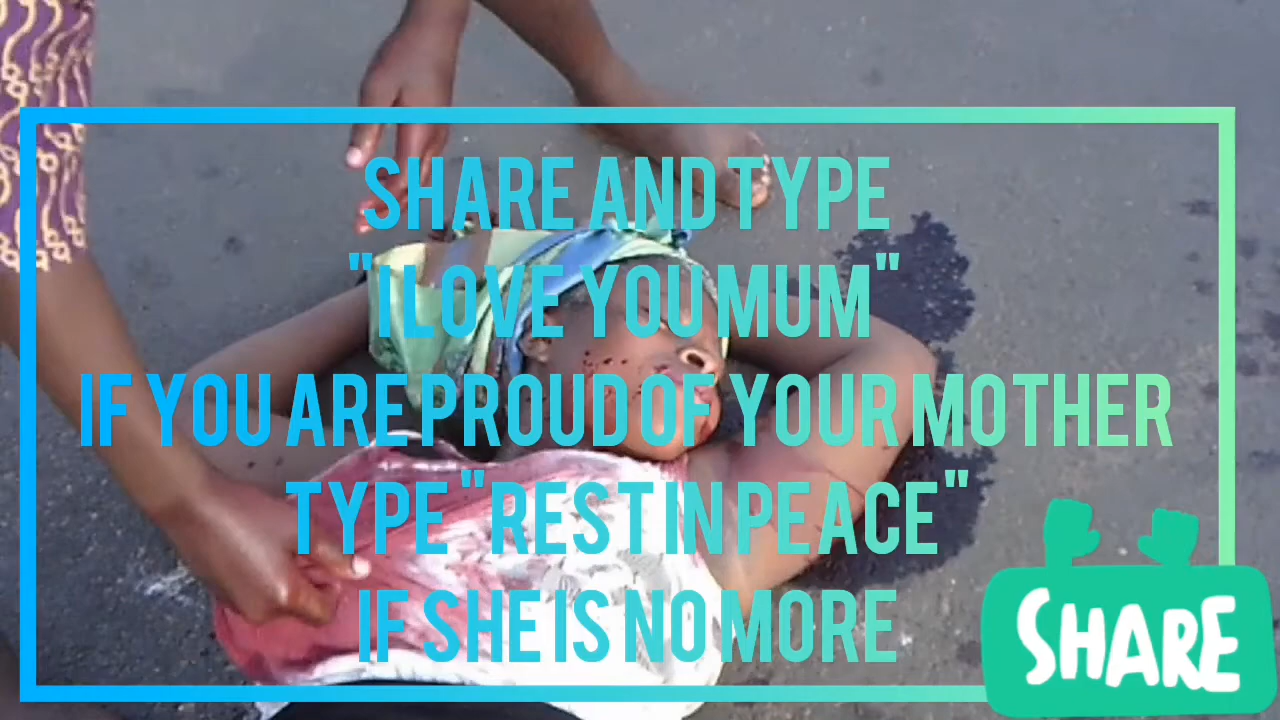 SHARE AND TYPE
"I LOVE YOU MUM"
IF YOU ARE PROUD OF YOUR MOTHER
TYPE "REST IN PEACE"
IF SHE IS NO MORE
SHARE